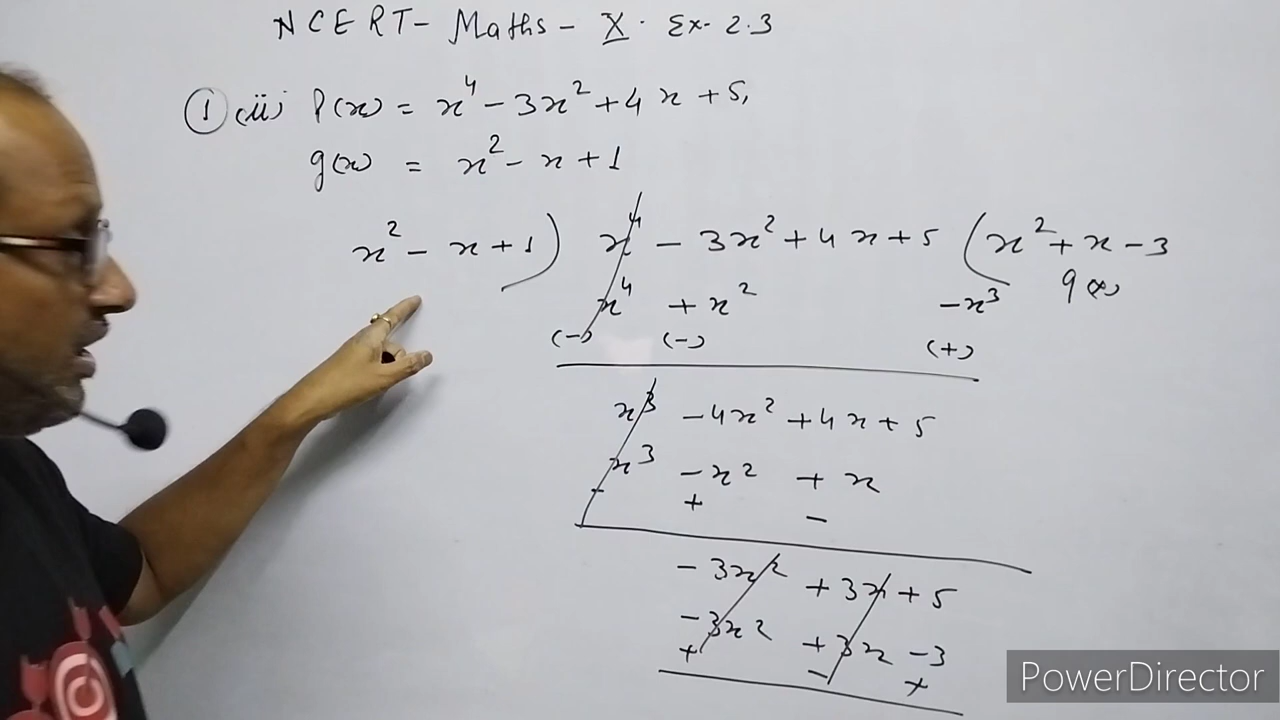 NCERT- Maths - X. Ex- 2.3
① (ii) P(x) = x⁴ - 3x² + 4x + 5,
g(x) = x² - x + 1
x² - x + 1 ) x⁴ - 3x² + 4x + 5 ( x² + x - 3
q(x)
x⁴ + x² - x³
(-) (-) (+)
x³ - 4x² + 4x + 5
x³ - x² + x
- + -
- 3x² + 3x + 5
- 3x² + 3x - 3
+ - +
PowerDirector